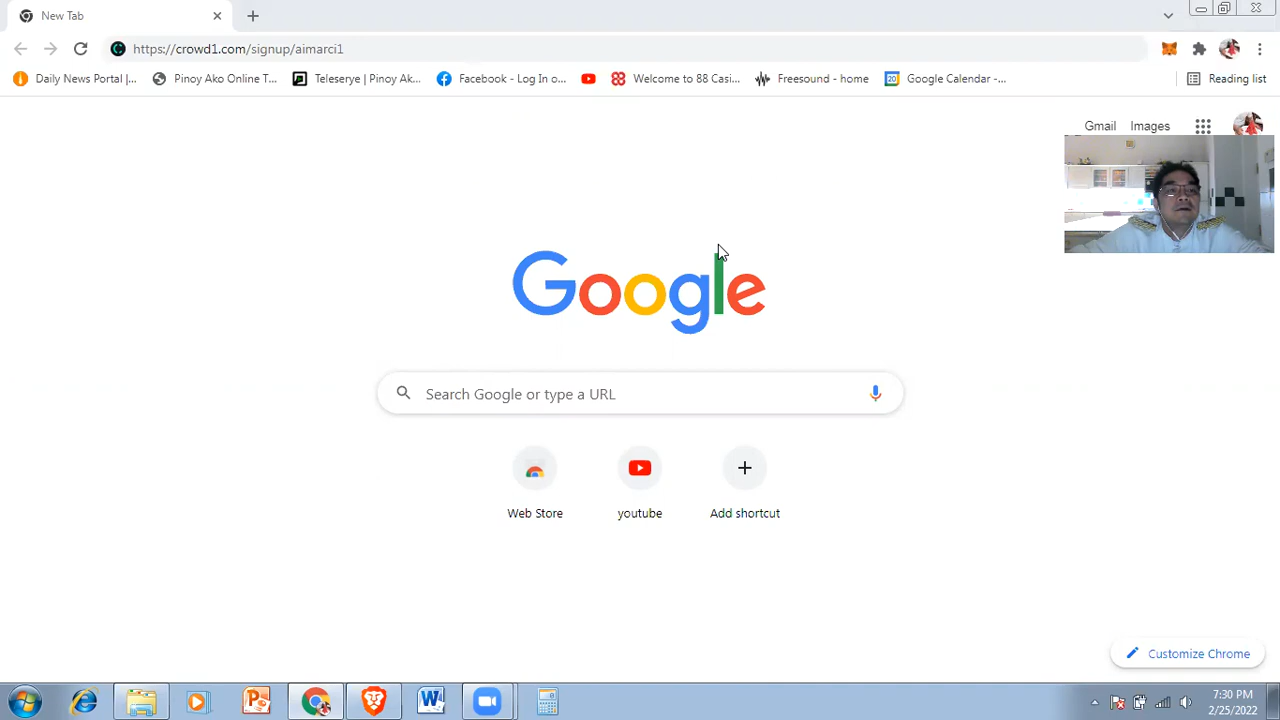 New Tab
https://crowd1.com/signup/aimarci1
Daily News Portal |... Pinoy Ako Online T... Teleserye | Pinoy Ak... Facebook - Log In o... Welcome to 88 Casi... Freesound - home 20 Google Calendar -... Reading list
Gmail Images
Google
Search Google or type a URL
Web Store youtube Add shortcut
Customize Chrome
7:30 PM
2/25/2022